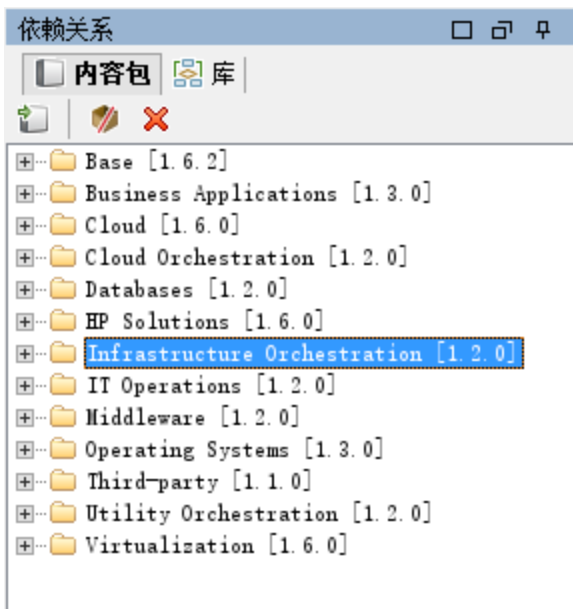 依赖关系
内容包 库
Base [1.6.2]
Business Applications [1.3.0]
Cloud [1.6.0]
Cloud Orchestration [1.2.0]
Databases [1.2.0]
HP Solutions [1.6.0]
Infrastructure Orchestration [1.2.0]
IT Operations [1.2.0]
Middleware [1.2.0]
Operating Systems [1.3.0]
Third-party [1.1.0]
Utility Orchestration [1.2.0]
Virtualization [1.6.0]